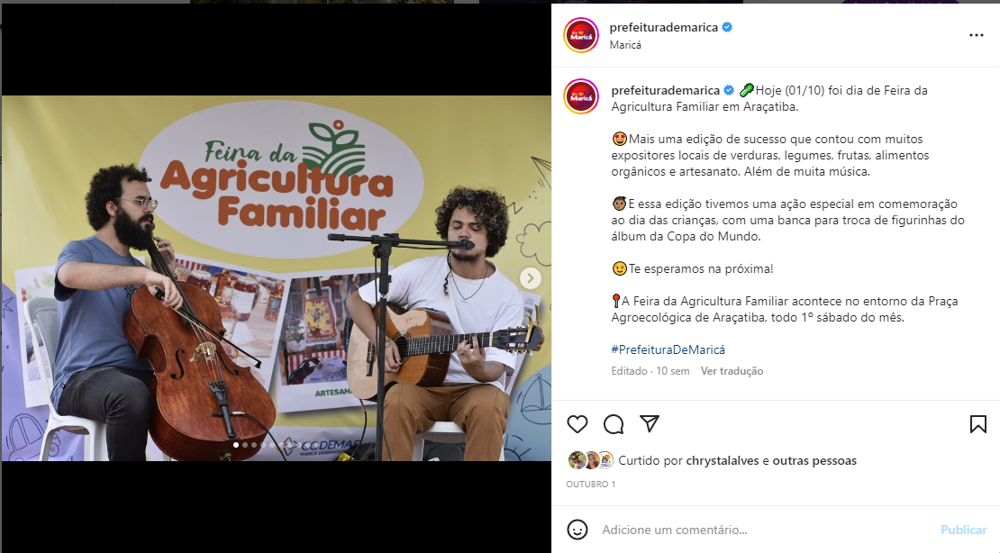 Feira da
Agricultura
Familiar
ARTESANA
CODEMAR
prefeiturademarica
Maricá
prefeiturademarica Hoje (01/10) foi dia de Feira da
Agricultura Familiar em Araçatiba.
Mais uma edição de sucesso que contou com muitos
expositores locais de verduras, legumes, frutas, alimentos
orgânicos e artesanato. Além de muita música.
E essa edição tivemos uma ação especial em comemoração
ao dia das crianças, com uma banca para troca de figurinhas do
álbum da Copa do Mundo.
Te esperamos na próxima!
A Feira da Agricultura Familiar acontece no entorno da Praça
Agroecológica de Araçatiba, todo 1º sábado do mês.
#PrefeituraDeMaricá
Editado · 10 sem Ver tradução
Curtido por chrystalalves e outras pessoas
OUTUBRO 1
Adicione um comentário... Publicar